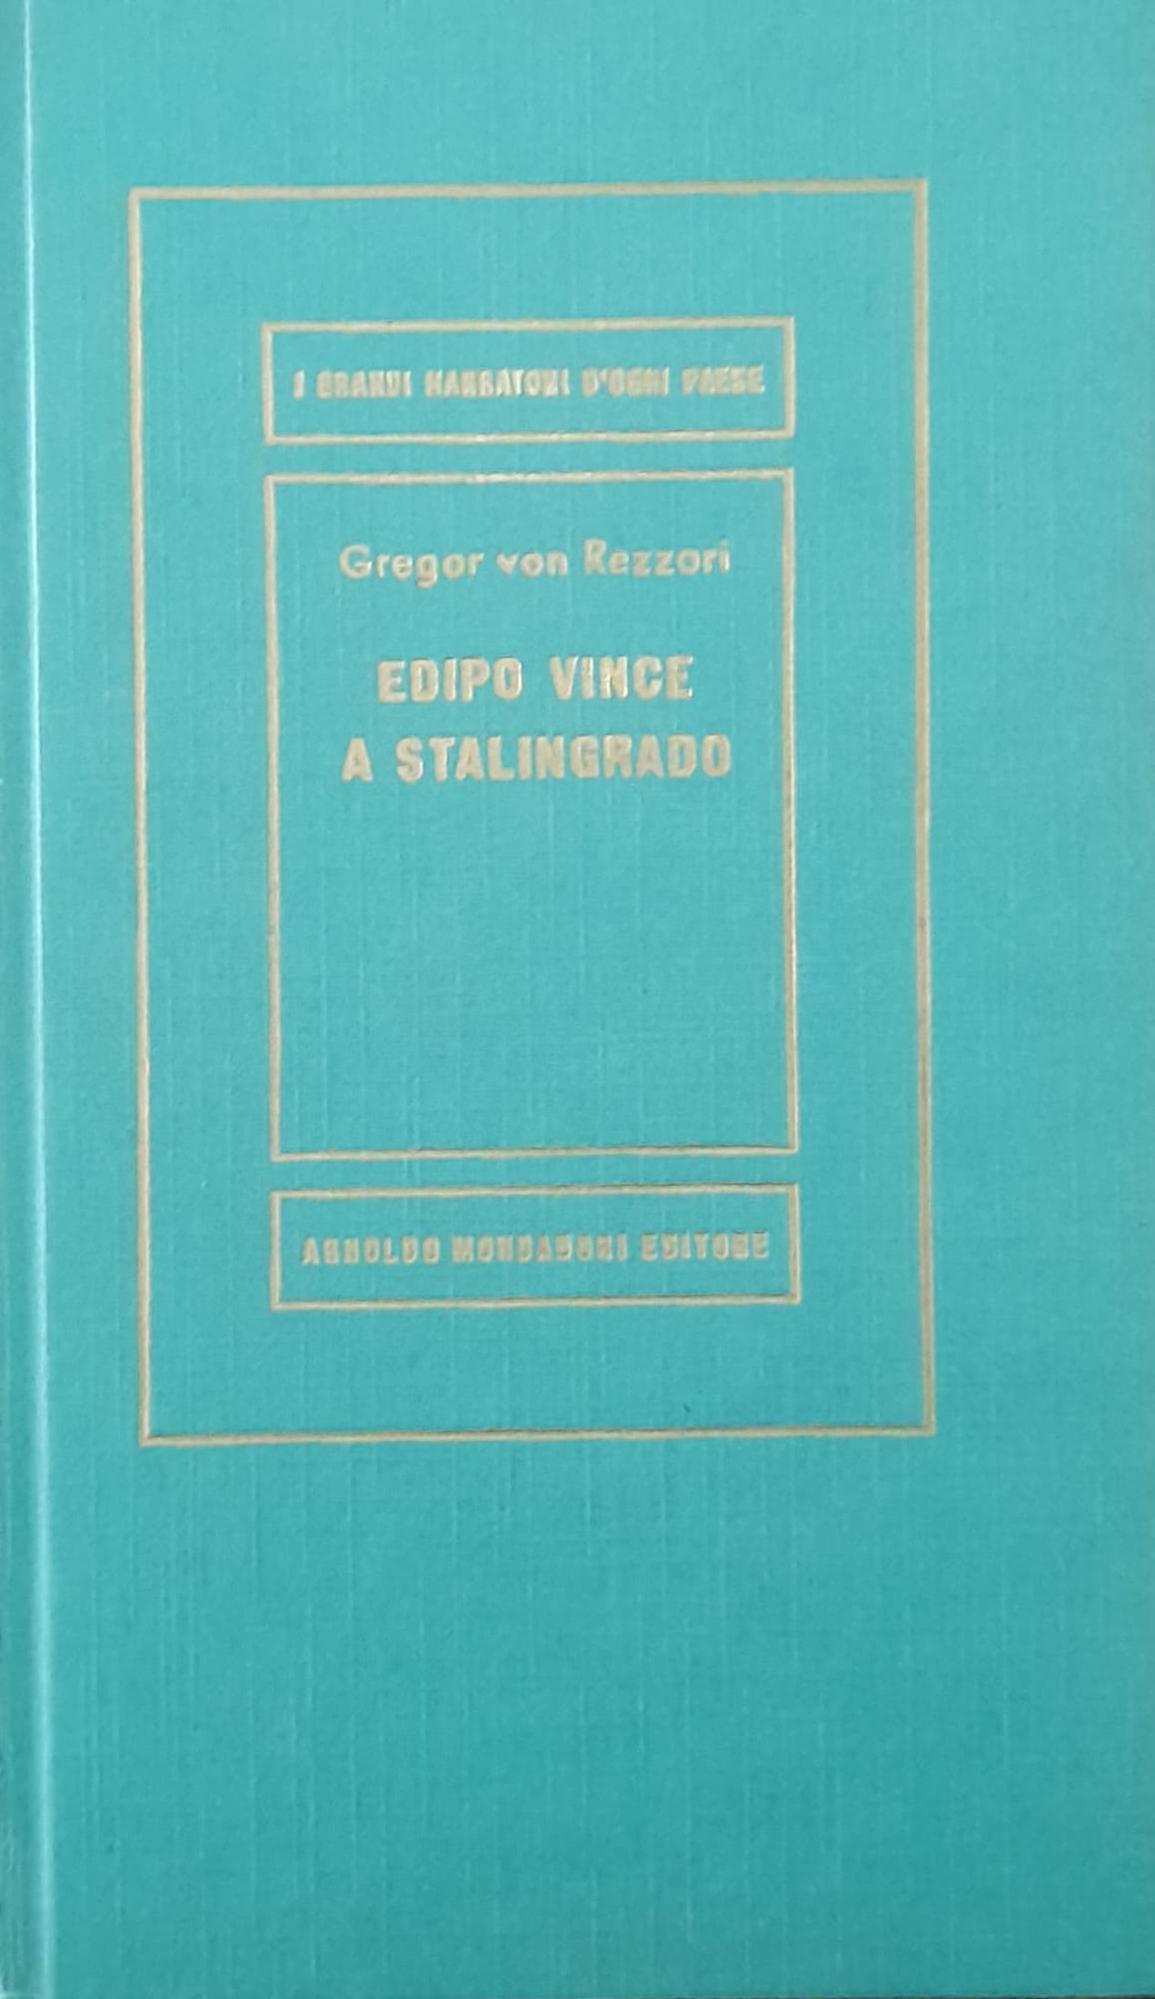 I GRANDI NARRATORI D'OGNI PAESE
Gregor von Rezzori
EDIPO VINCE
A STALINGRADO
ARNOLDO MONDADORI EDITORE